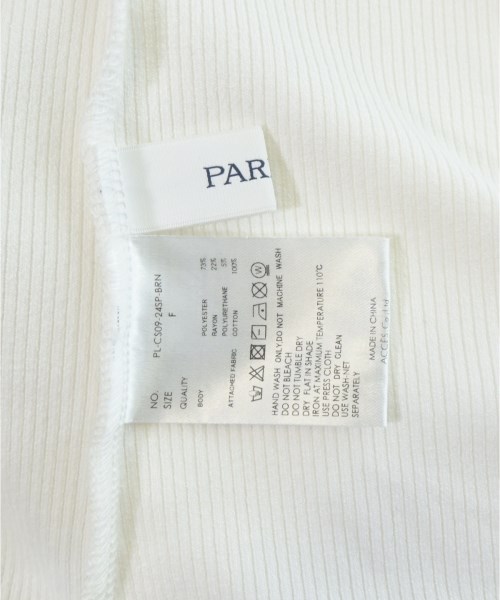 PAR
NO. PL-CS09-24SP-BRN
SIZE F
QUALITY
BODY POLYESTER 73%
RAYON 22%
POLYURETHANE 5%
ATTACHED FABRIC COTTON 100%
HAND WASH ONLY.DO NOT MACHINE WASH
DO NOT BLEACH
DO NOT TUMBLE DRY
DRY FLAT IN SHADE
IRON AT MAXIMUM TEMPERATURE 110℃
USE PRESS CLOTH
DO NOT DRY CLEAN
USE WASH-NET
SEPARATELY
MADE IN CHINA